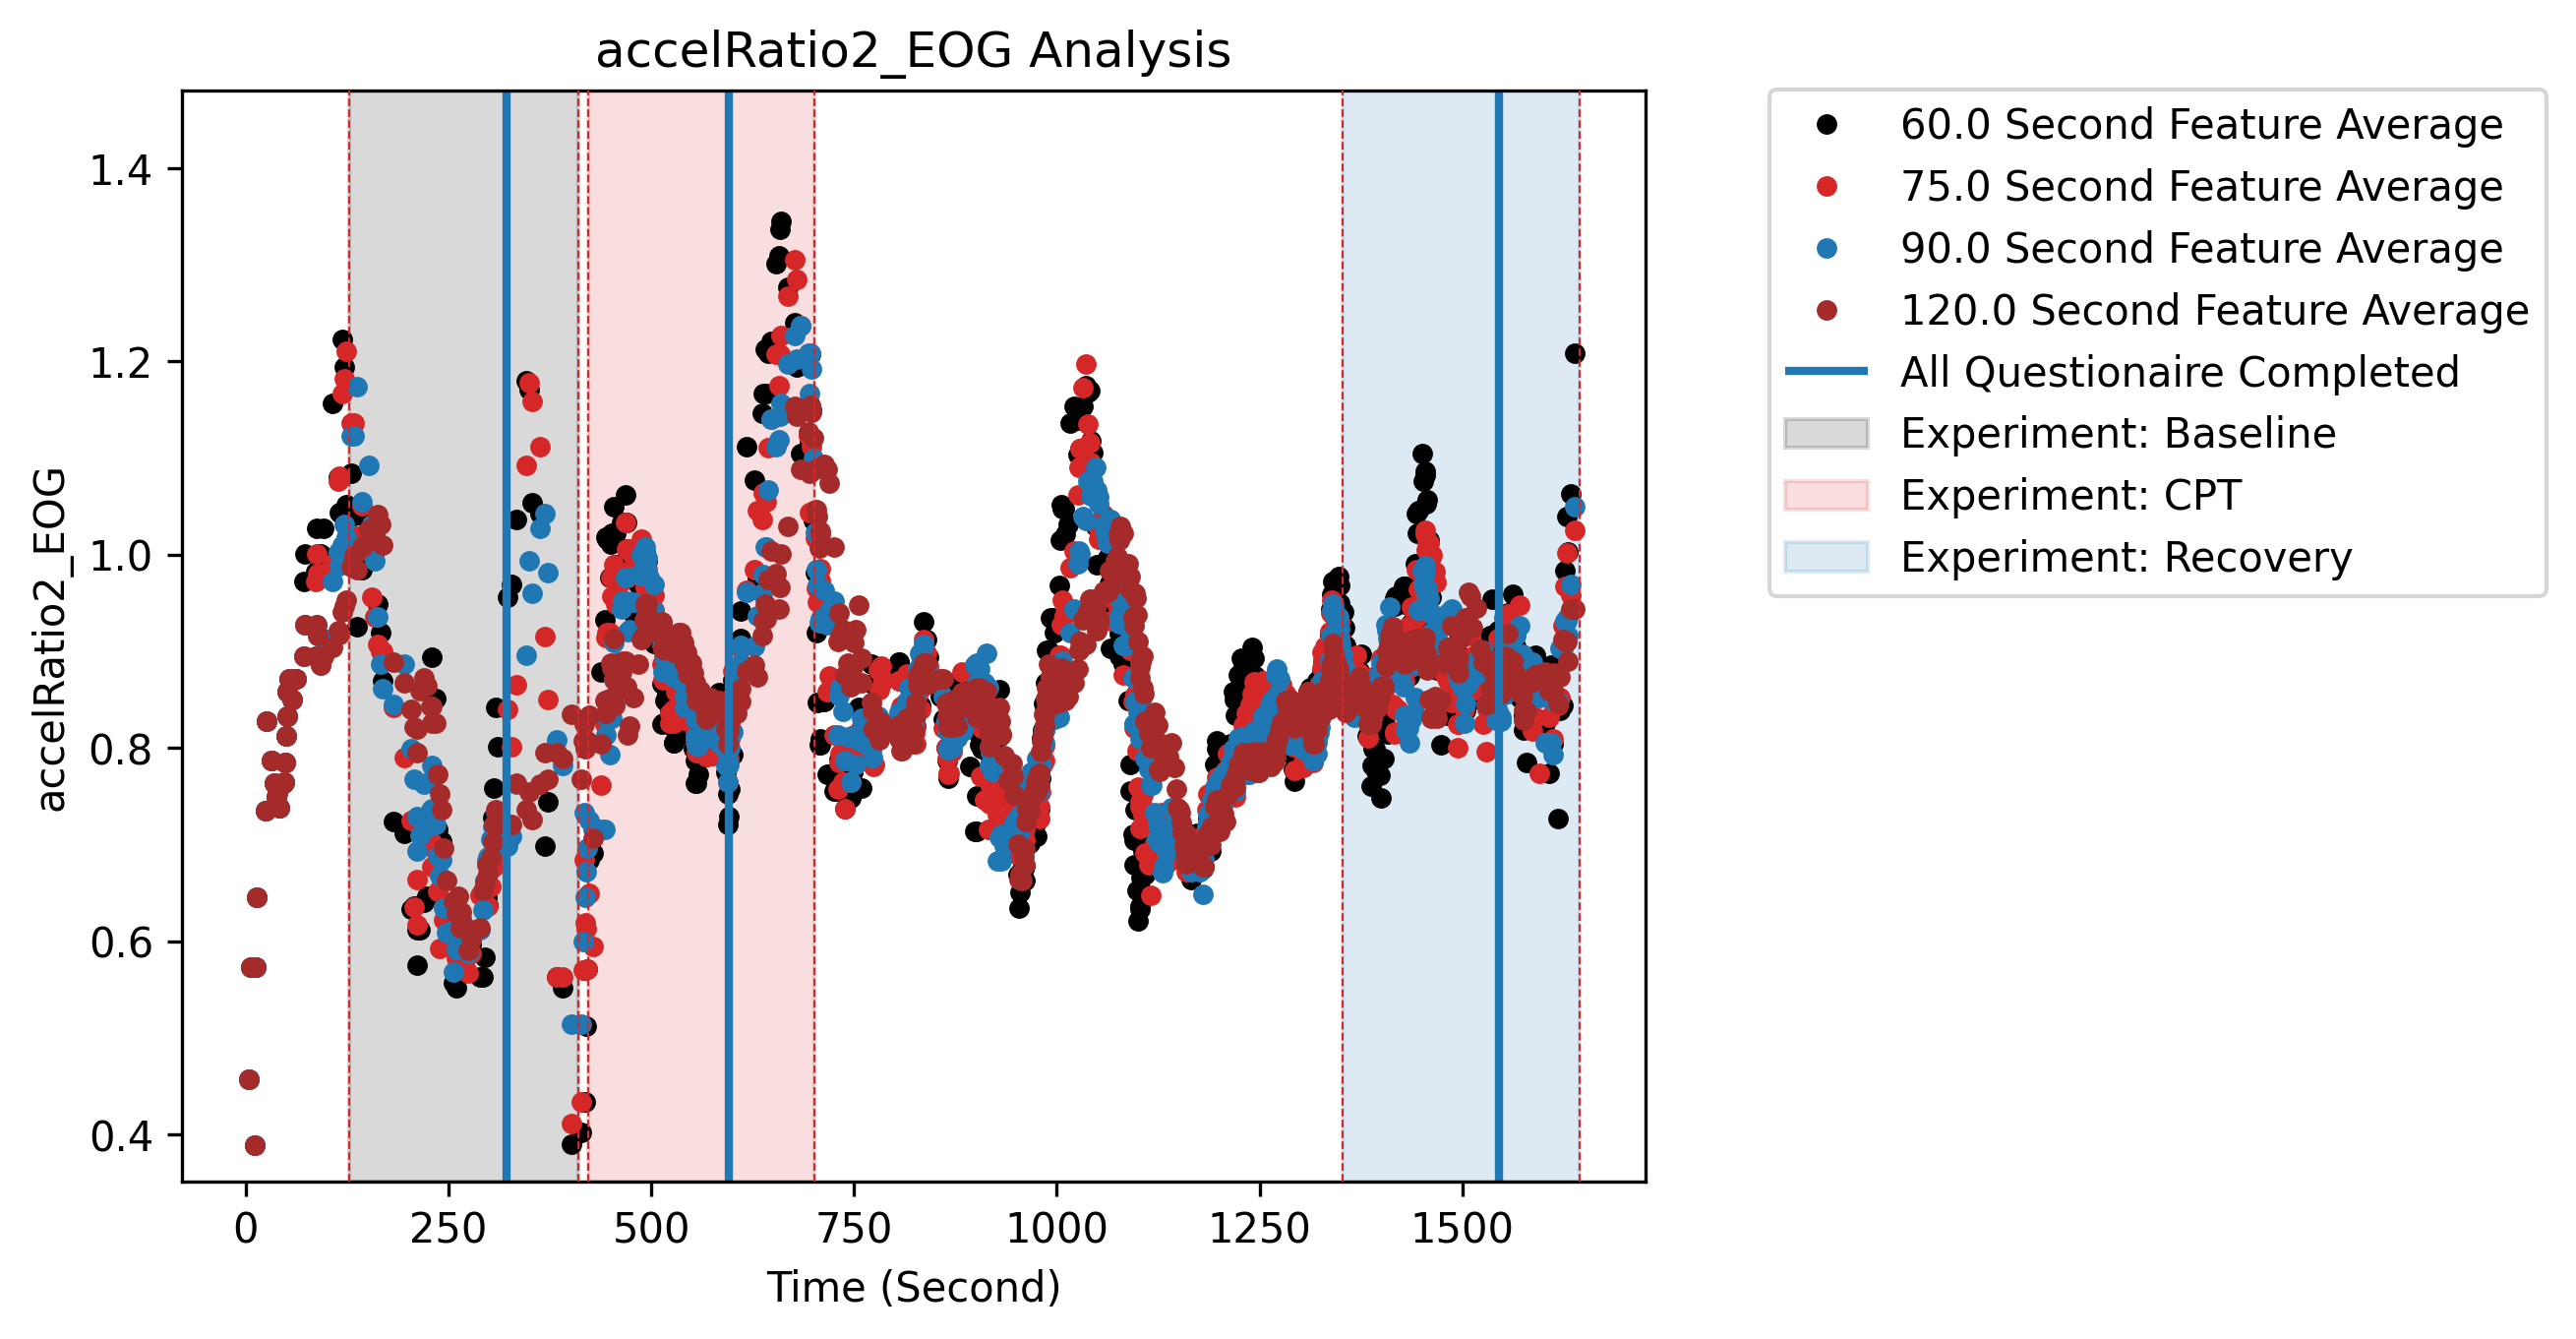 accelRatio2_EOG Analysis
accelRatio2_EOG
1.4
1.2
1.0
0.8
0.6
0.4
0 250 500 750 1000 1250 1500
Time (Second)
60.0 Second Feature Average
75.0 Second Feature Average
90.0 Second Feature Average
120.0 Second Feature Average
All Questionaire Completed
Experiment: Baseline
Experiment: CPT
Experiment: Recovery